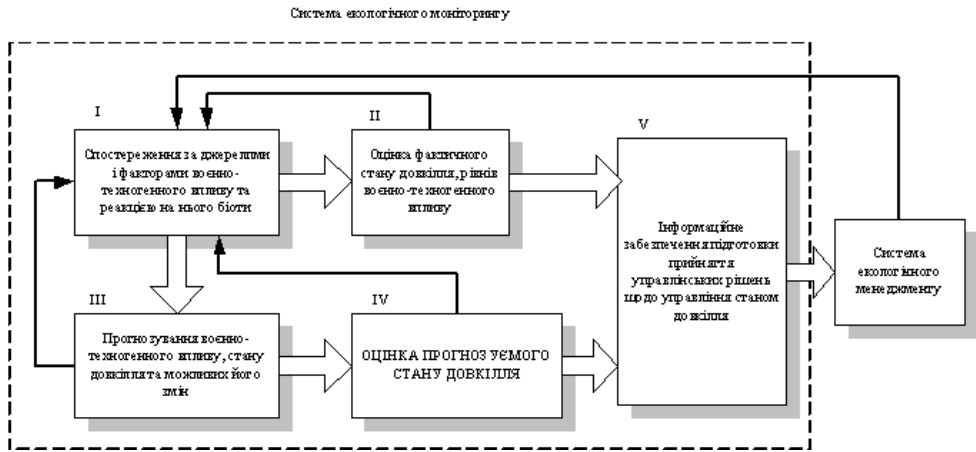 Система екологічного моніторингу
I
Спостереження за джерелами
і факторами воєнно-
техногенного впливу та
реакцією на нього біоти
II
Оцінка фактичного
стану довкілля, рівнів
воєнно-техногенного
впливу
V
Інформаційне
забезпечення підготовки
прийняття
управлінських рішень
щодо управління станом
довкілля
Система
екологічного
менеджменту
III
Прогнозування воєнно-
техногенного впливу, стану
довкілля та можливих його
змін
IV
ОЦІНКА ПРОГНОЗУЄМОГО
СТАНУ ДОВКІЛЛЯ